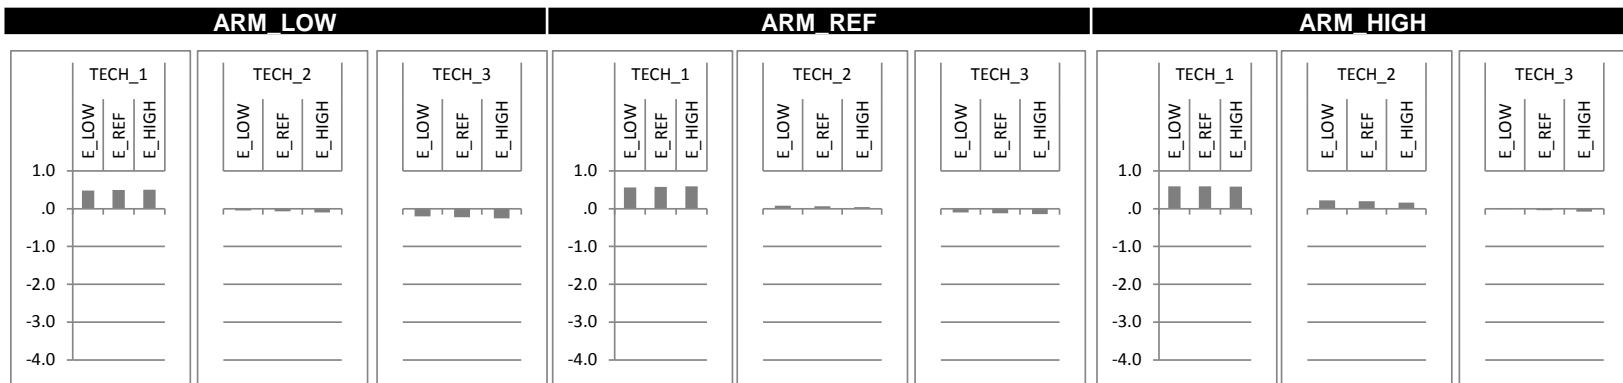 ARM_LOW ARM_REF ARM_HIGH
TECH_1 TECH_2 TECH_3 TECH_1 TECH_2 TECH_3 TECH_1 TECH_2 TECH_3
E_LOW E_REF E_HIGH E_LOW E_REF E_HIGH E_LOW E_REF E_HIGH E_LOW E_REF E_HIGH E_LOW E_REF E_HIGH E_LOW E_REF E_HIGH E_LOW E_REF E_HIGH E_LOW E_REF E_HIGH E_LOW E_REF E_HIGH
1.0 1.0 1.0
.0 .0 .0
-1.0 -1.0 -1.0
-2.0 -2.0 -2.0
-3.0 -3.0 -3.0
-4.0 -4.0 -4.0